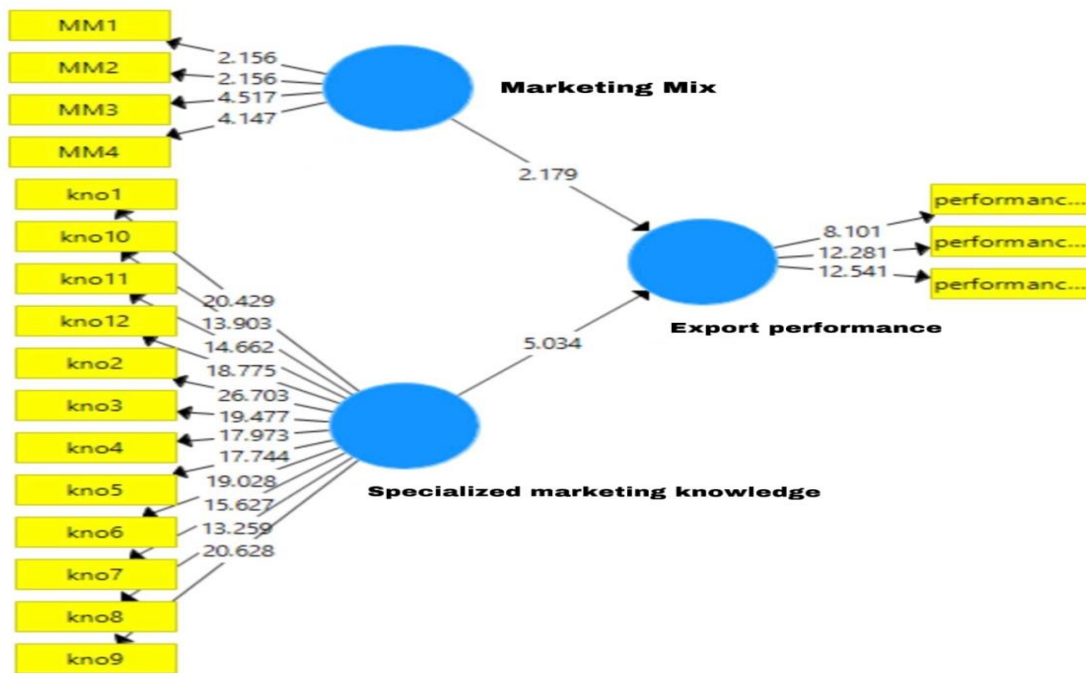 MM1
MM2
MM3
MM4
kno1
kno10
kno11
kno12
kno2
kno3
kno4
kno5
kno6
kno7
kno8
kno9
2.156
2.156
4.517
4.147
Marketing Mix
2.179
20.429
13.903
14.662
18.775
26.703
19.477
17.973
17.744
19.028
15.627
13.259
20.628
Specialized marketing knowledge
5.034
Export performance
8.101
12.281
12.541
performanc...
performanc...
performanc...